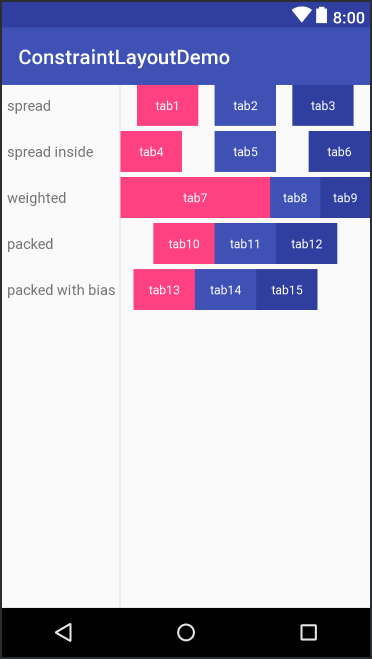 8:00
ConstraintLayoutDemo
spread tab1 tab2 tab3
spread inside tab4 tab5 tab6
weighted tab7 tab8 tab9
packed tab10 tab11 tab12
packed with bias tab13 tab14 tab15